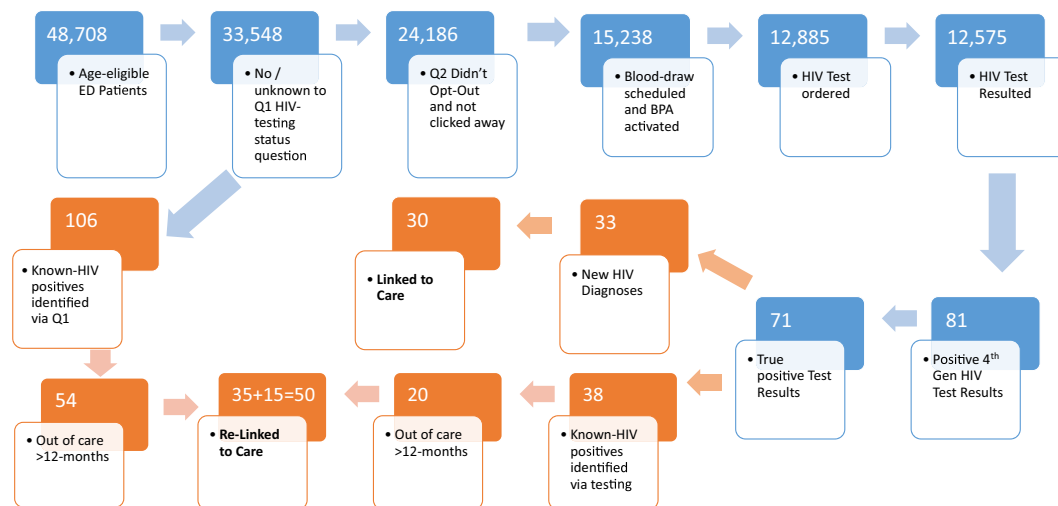 48,708
• Age-eligible
ED Patients
33,548
• No /
unknown to
Q1 HIV-
testing
status
question
24,186
• Q2 Didn't
Opt-Out
and not
clicked away
15,238
• Blood-draw
scheduled
and BPA
activated
12,885
• HIV Test
ordered
12,575
• HIV Test
Resulted
106
• Known-HIV
positives
identified
via Q1
30
• Linked to
Care
33
• New HIV
Diagnoses
71
• True
positive Test
Results
81
• Positive 4th
Gen HIV
Test Results
54
• Out of care
>12-months
35+15=50
• Re-Linked
to Care
20
• Out of care
>12-months
38
• Known-HIV
positives
identified
via testing